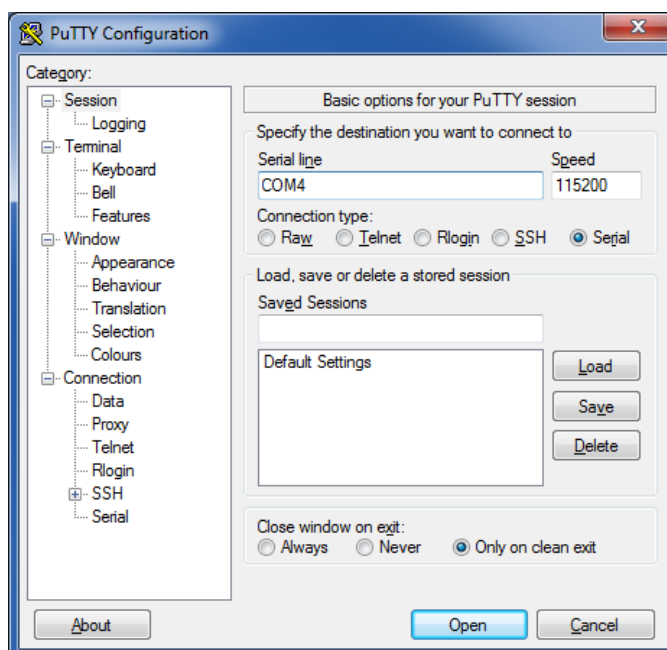 PuTTY Configuration
Category:
Session
Logging
Terminal
Keyboard
Bell
Features
Window
Appearance
Behaviour
Translation
Selection
Colours
Connection
Data
Proxy
Telnet
Rlogin
SSH
Serial
Basic options for your PuTTY session
Specify the destination you want to connect to
Serial line Speed
COM4 115200
Connection type:
Raw Telnet Rlogin SSH Serial
Load, save or delete a stored session
Saved Sessions
Default Settings
Load
Save
Delete
Close window on exit:
Always Never Only on clean exit
About Open Cancel